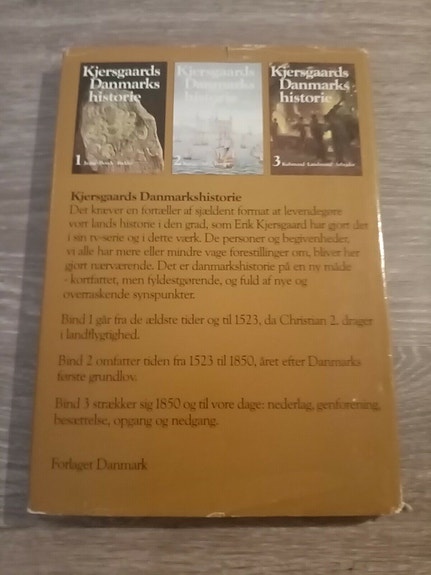 Kjersgaards
Danmarks
historie
1
Kjersgaards
Danmarks
historie
2
Kjersgaards
Danmarks
historie
3 Købmænd Landmænd Arbejder
Kjersgaards Danmarkshistorie
Det kræver en fortæller af sjældent format at levendegøre
vort lands historie i den grad, som Erik Kjersgaard har gjort det
i sin tv-serie og i dette værk. De personer og begivenheder,
vi alle har mere eller mindre vage forestillinger om, bliver her
gjort nærværende. Det er danmarkshistorie på en ny måde
- kortfattet, men fyldestgørende, og fuld af nye og
overraskende synspunkter.
Bind 1 går fra de ældste tider og til 1523, da Christian 2. drager
i landflygtighed.
Bind 2 omfatter tiden fra 1523 til 1850, året efter Danmarks
første grundlov.
Bind 3 strækker sig 1850 og til vore dage: nederlag, genforening,
besættelse, opgang og nedgang.
Forlaget Danmark